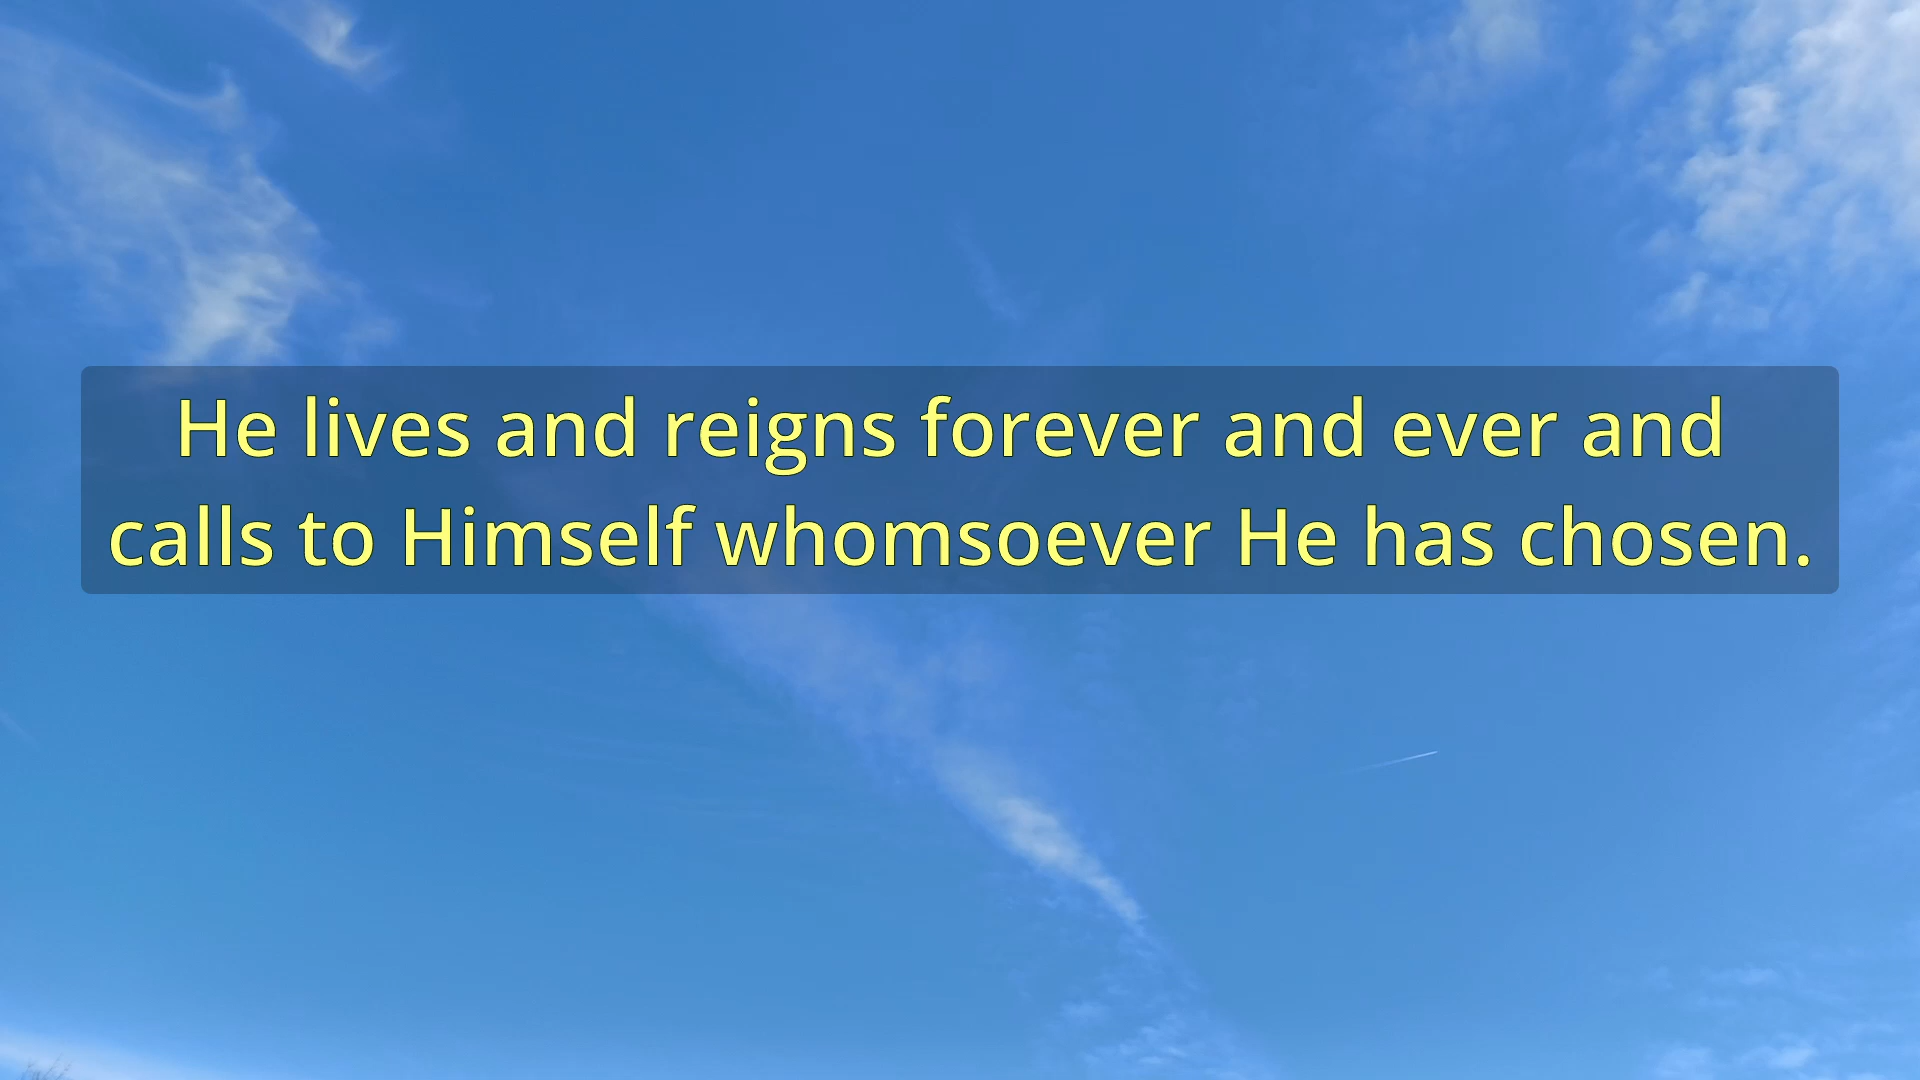 He lives and reigns forever and ever and
calls to Himself whomsoever He has chosen.